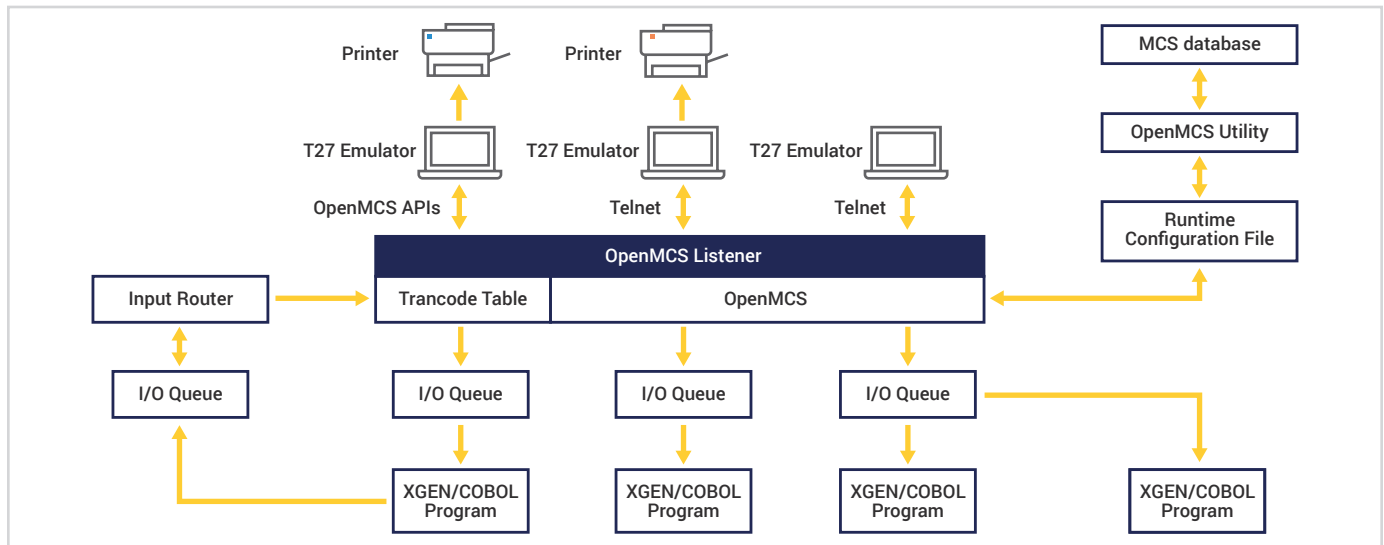 Printer
Printer
MCS database
T27 Emulator
T27 Emulator
T27 Emulator
OpenMCS Utility
OpenMCS APIs
Telnet
Telnet
Runtime
Configuration File
OpenMCS Listener
Input Router
Trancode Table
OpenMCS
I/O Queue
I/O Queue
I/O Queue
I/O Queue
XGEN/COBOL
Program
XGEN/COBOL
Program
XGEN/COBOL
Program
XGEN/COBOL
Program